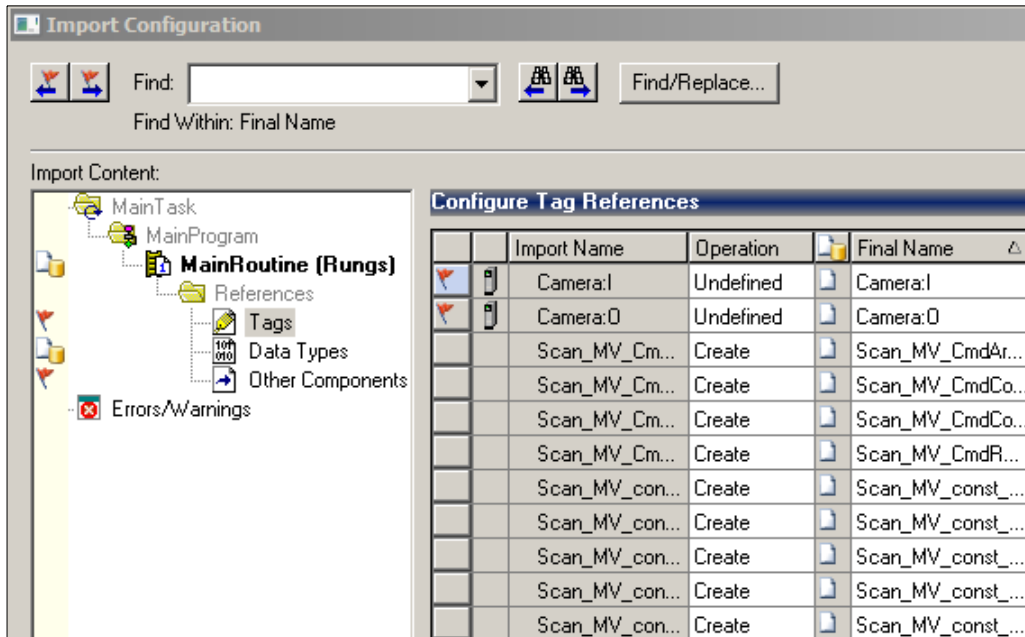 Import Configuration
Find:
Find/Replace...
Find Within: Final Name
Import Content:
MainTask
MainProgram
MainRoutine (Rungs)
References
Tags
Data Types
Other Components
Errors/Warnings
Configure Tag References
Import Name Operation Final Name
Camera:I Undefined Camera:I
Camera:O Undefined Camera:O
Scan_MV_Cm... Create Scan_MV_CmdAr...
Scan_MV_Cm... Create Scan_MV_CmdCo...
Scan_MV_Cm... Create Scan_MV_CmdCo...
Scan_MV_Cm... Create Scan_MV_CmdR...
Scan_MV_con... Create Scan_MV_const_...
Scan_MV_con... Create Scan_MV_const_...
Scan_MV_con... Create Scan_MV_const_...
Scan_MV_con... Create Scan_MV_const_...
Scan_MV_con... Create Scan_MV_const_...